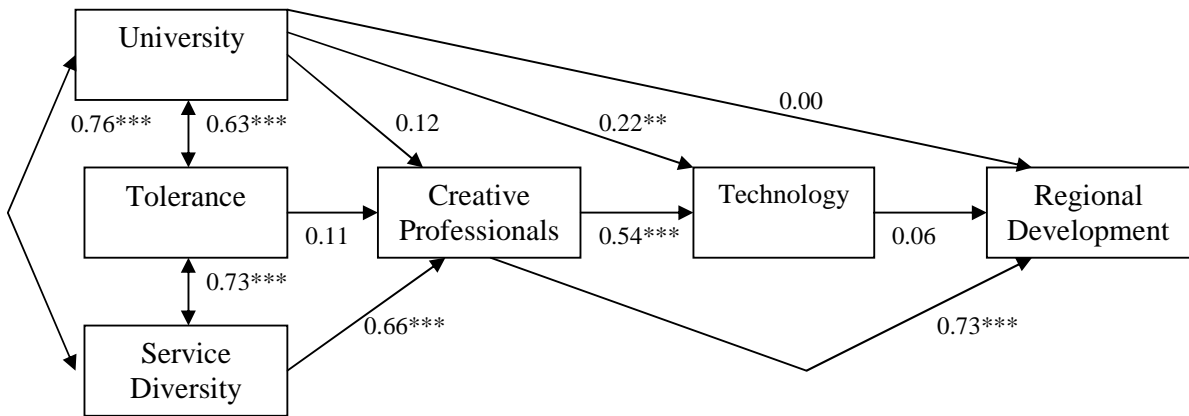 University
0.00
0.76***
0.63***
0.12
0.22**
Tolerance
Creative
Professionals
Technology
Regional
Development
0.11
0.54***
0.06
0.73***
0.66***
0.73***
Service
Diversity